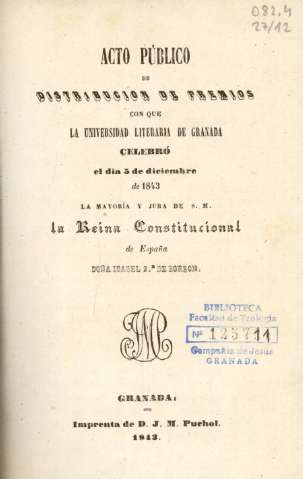 082.4
27/12
ACTO PÚBLICO
DE
DISTRIBUCION DE PREMIOS
CON QUE
LA UNIVERSIDAD LITERARIA DE GRANADA
CELEBRÓ
el dia 5 de diciembre
de 1843
LA MAYORÍA Y JURA DE S. M.
la Reina Constitucional
de España
DOÑA ISABEL 2.ª DE BORBON.
BIBLIOTECA
Facultad de Teología
Nº 125711
Compañía de Jesús
GRANADA
GRANADA:
Imprenta de D. J. M. Puchol.
1843.